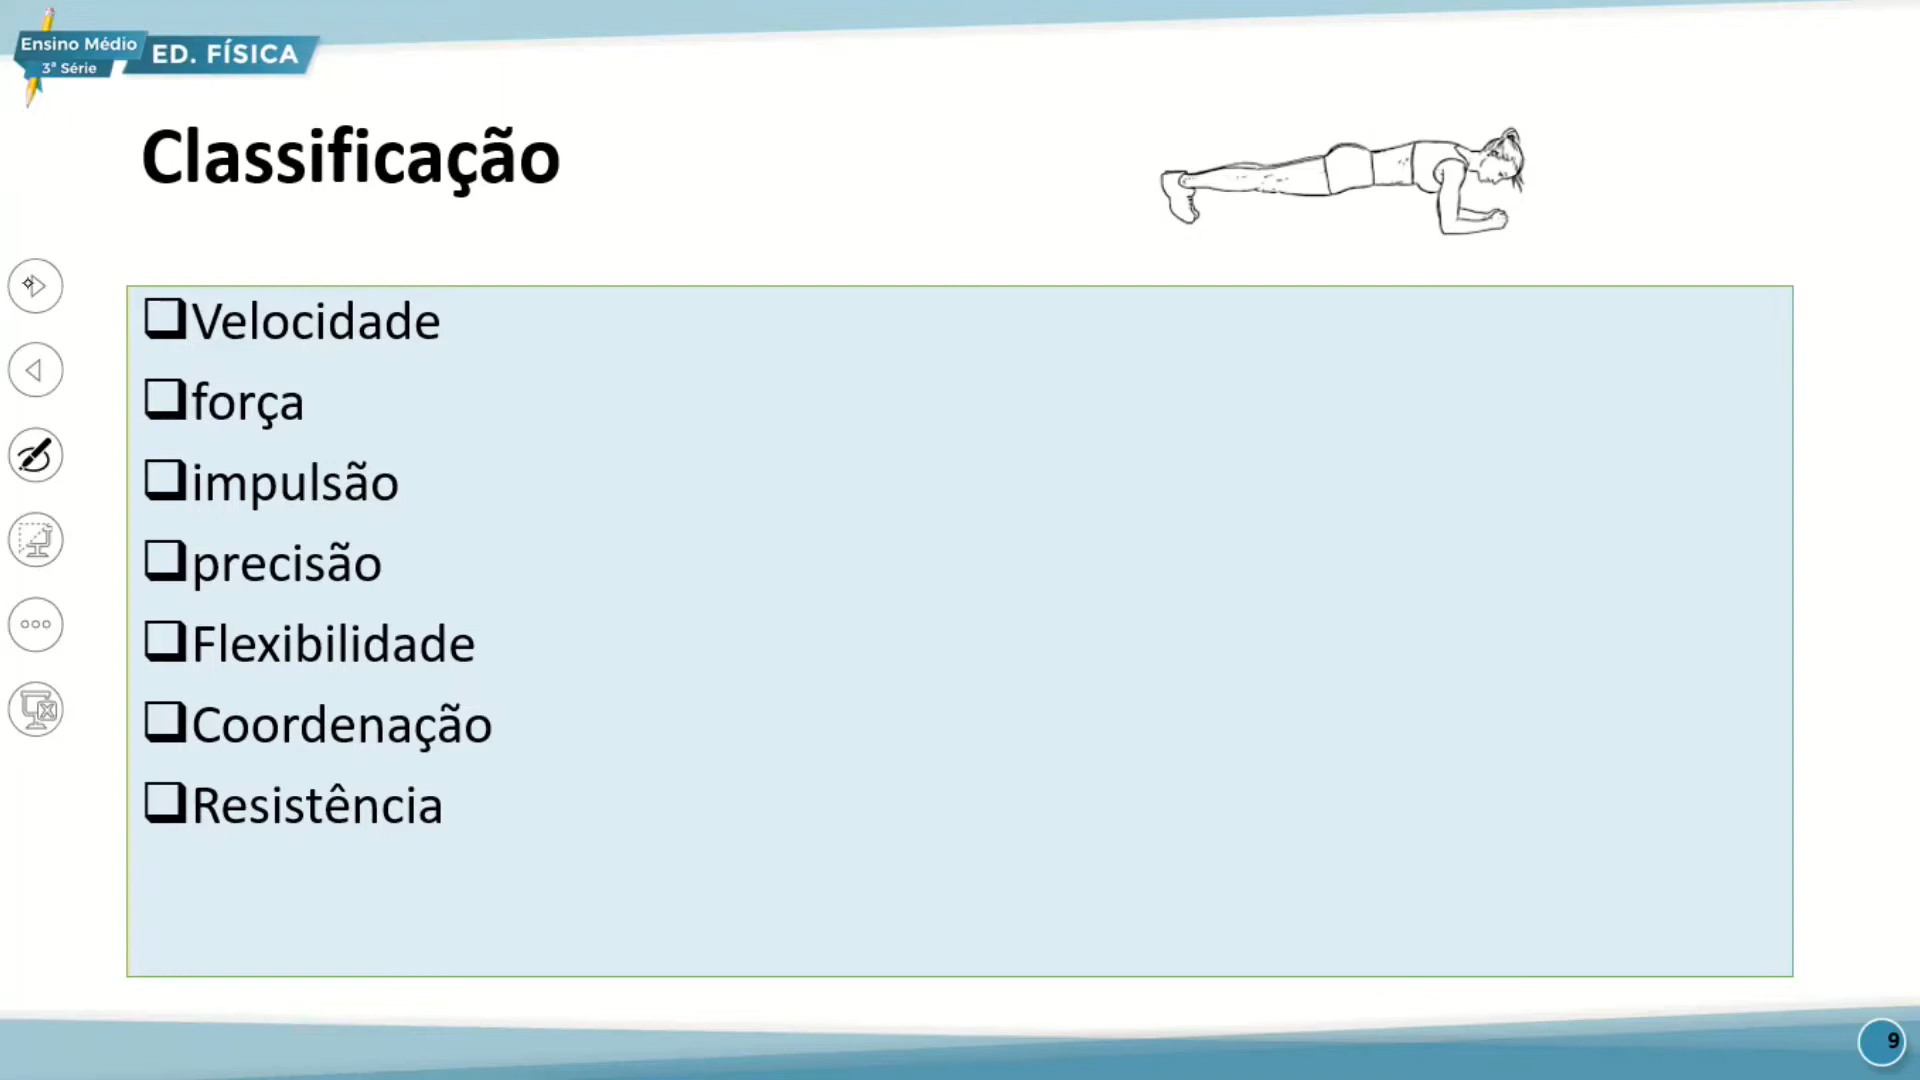 Ensino Médio
3ª Série
ED. FÍSICA
Classificação
Velocidade
força
impulsão
precisão
Flexibilidade
Coordenação
Resistência
9